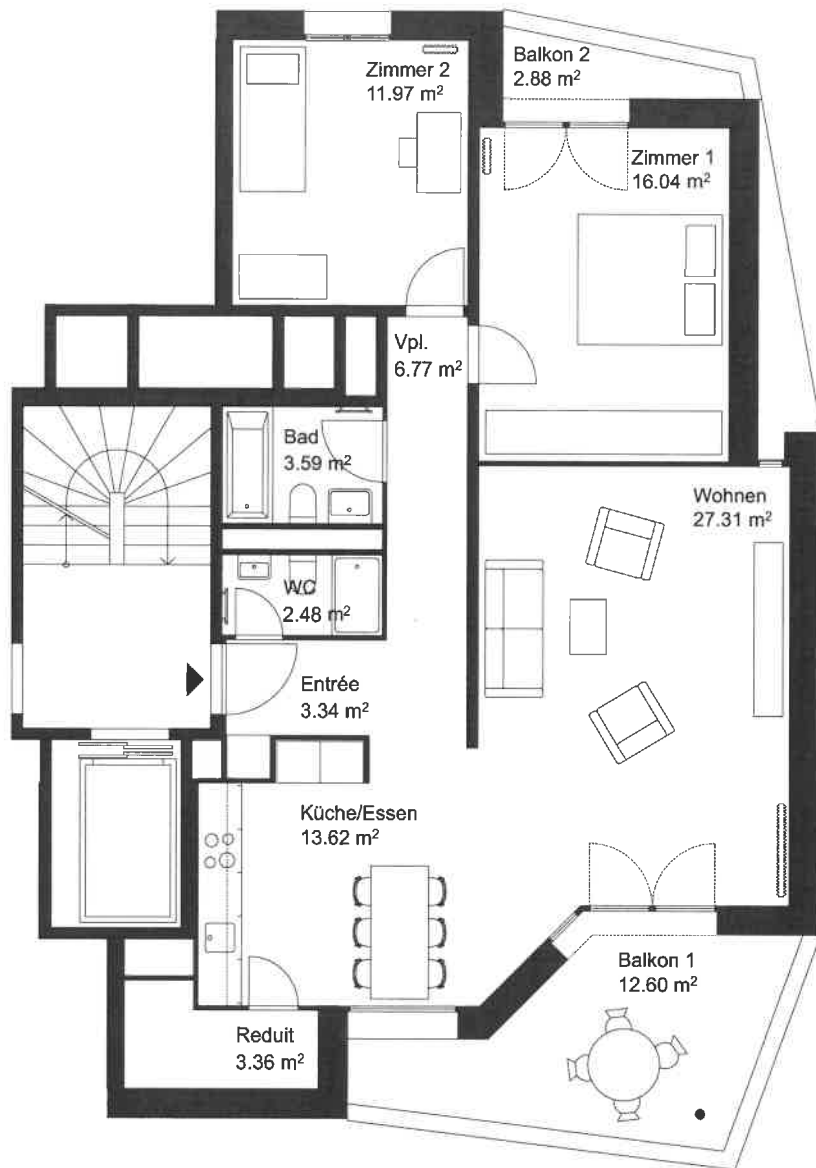 Zimmer 2
11.97 m²
Balkon 2
2.88 m²
Zimmer 1
16.04 m²
Vpl.
6.77 m²
Bad
3.59 m²
Wohnen
27.31 m²
WC
2.48 m²
Entrée
3.34 m²
Küche/Essen
13.62 m²
Balkon 1
12.60 m²
Reduit
3.36 m²